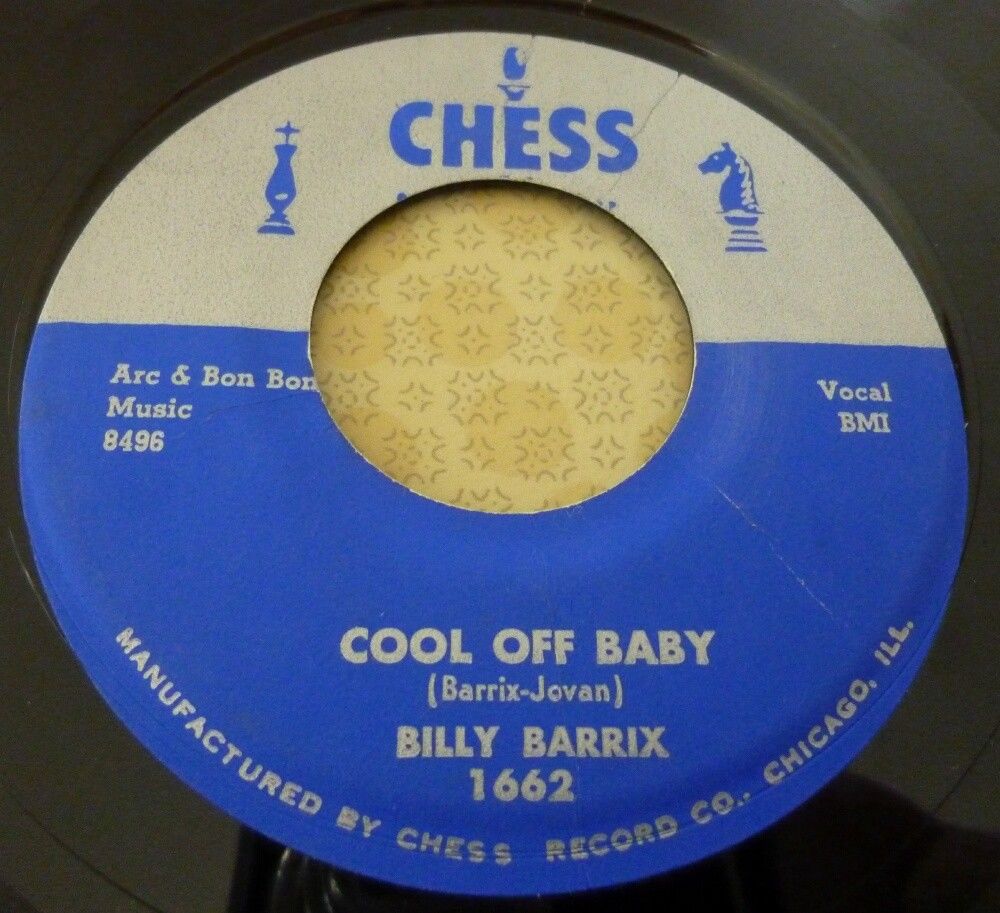 CHESS
Arc & Bon Bon
Music
8496
Vocal
BMI
COOL OFF BABY
(Barrix-Jovan)
BILLY BARRIX
1662
MANUFACTURED BY CHESS RECORD CO., CHICAGO, ILL.